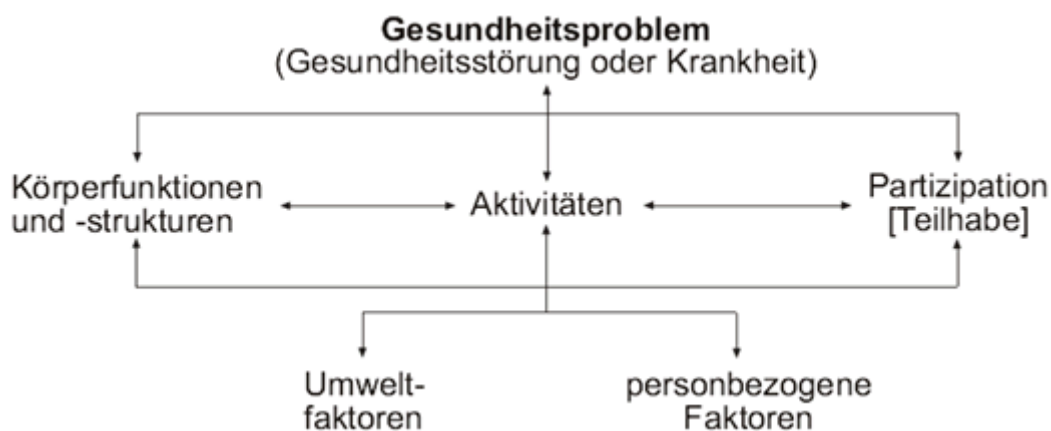 Gesundheitsproblem
(Gesundheitsstörung oder Krankheit)
Körperfunktionen
und -strukturen
Aktivitäten
Partizipation
[Teilhabe]
Umwelt-
faktoren
personbezogene
Faktoren